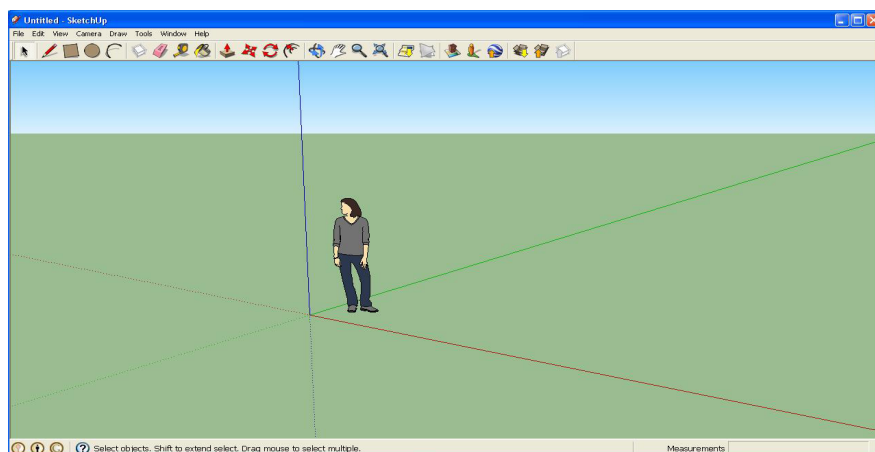 Untitled - SketchUp
File Edit View Camera Draw Tools Window Help
Select objects. Shift to extend select. Drag mouse to select multiple.
Measurements